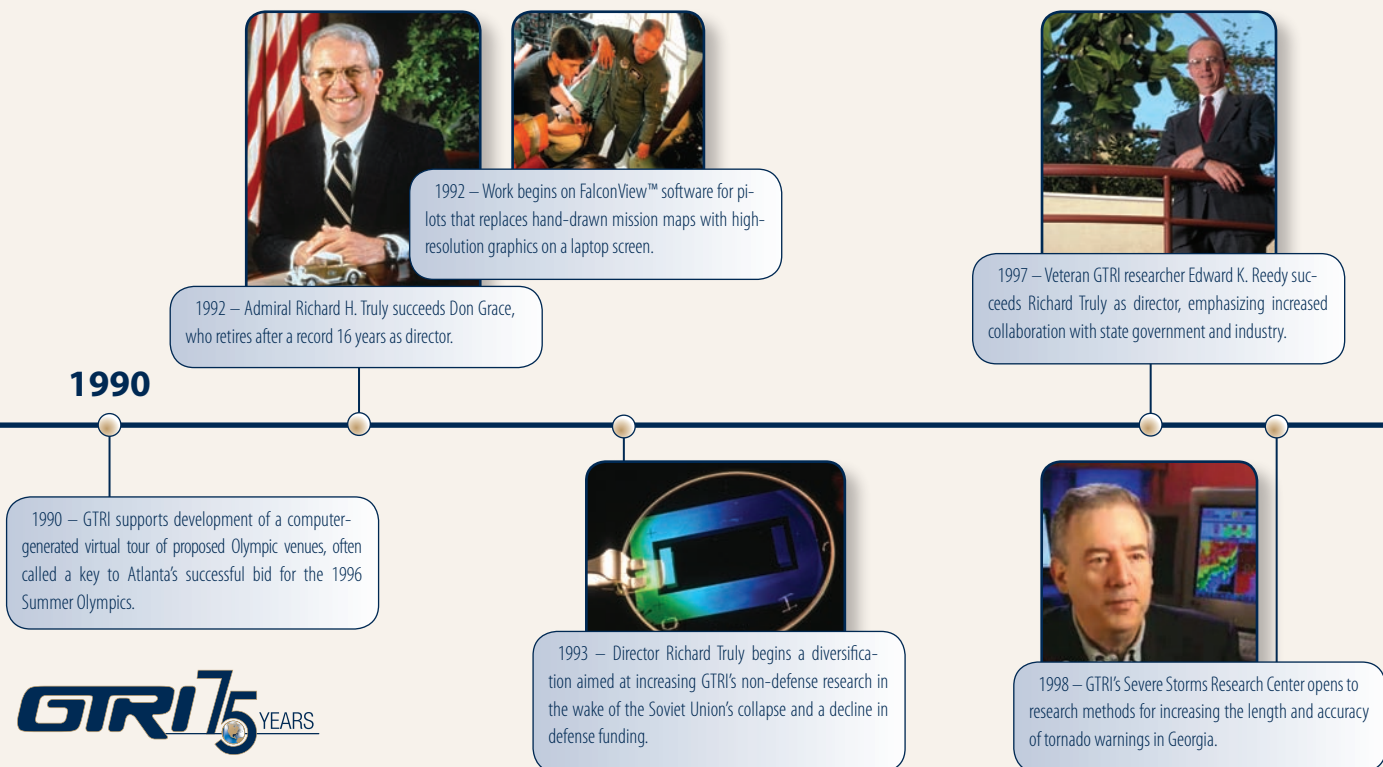 1992 – Work begins on FalconView™ software for pi-
lots that replaces hand-drawn mission maps with high-
resolution graphics on a laptop screen.
1992 – Admiral Richard H. Truly succeeds Don Grace,
who retires after a record 16 years as director.
1997 – Veteran GTRI researcher Edward K. Reedy suc-
ceeds Richard Truly as director, emphasizing increased
collaboration with state government and industry.
1990
1990 – GTRI supports development of a computer-
generated virtual tour of proposed Olympic venues, often
called a key to Atlanta's successful bid for the 1996
Summer Olympics.
1993 – Director Richard Truly begins a diversifica-
tion aimed at increasing GTRI's non-defense research in
the wake of the Soviet Union's collapse and a decline in
defense funding.
1998 – GTRI's Severe Storms Research Center opens to
research methods for increasing the length and accuracy
of tornado warnings in Georgia.
GTRI 75 YEARS